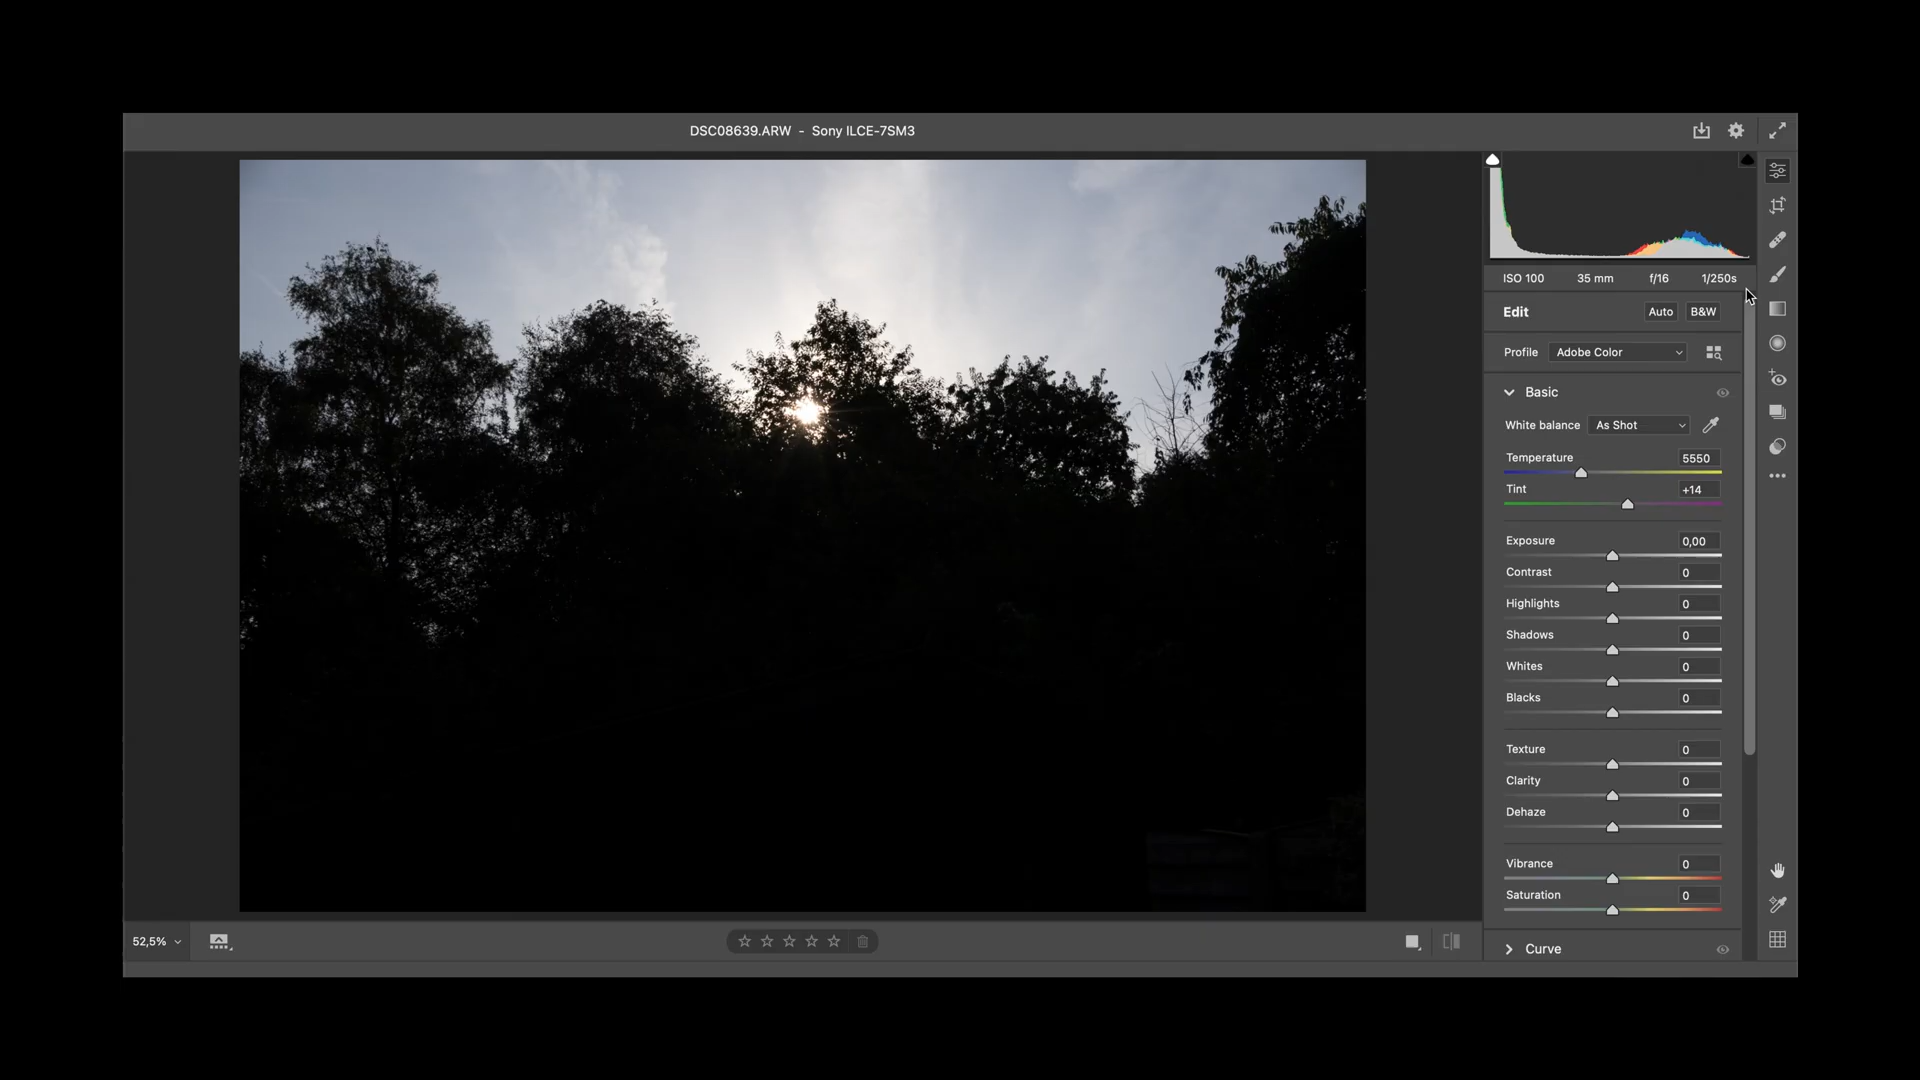 DSC08639.ARW - Sony ILCE-7SM3
ISO 100 35 mm f/16 1/250s
Edit Auto B&W
Profile Adobe Color
Basic
White balance As Shot
Temperature 5550
Tint +14
Exposure 0,00
Contrast 0
Highlights 0
Shadows 0
Whites 0
Blacks 0
Texture 0
Clarity 0
Dehaze 0
Vibrance 0
Saturation 0
Curve
52,5%